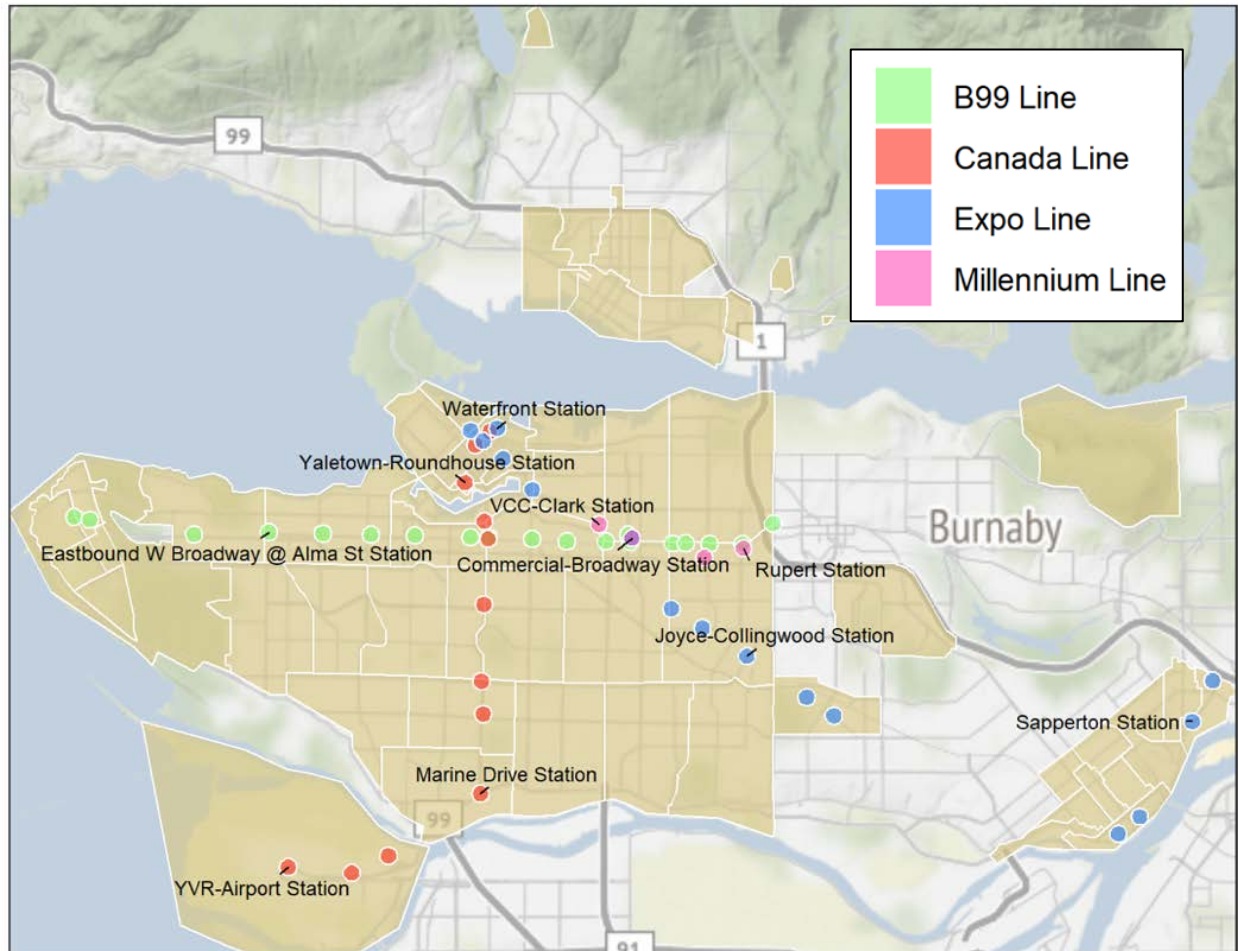 B99 Line
Canada Line
Expo Line
Millennium Line
99
1
Waterfront Station
Yaletown-Roundhouse Station
VCC-Clark Station
Burnaby
Eastbound W Broadway @ Alma St Station
Commercial-Broadway Station
Rupert Station
Joyce-Collingwood Station
Sapperton Station
Marine Drive Station
99
YVR-Airport Station
91